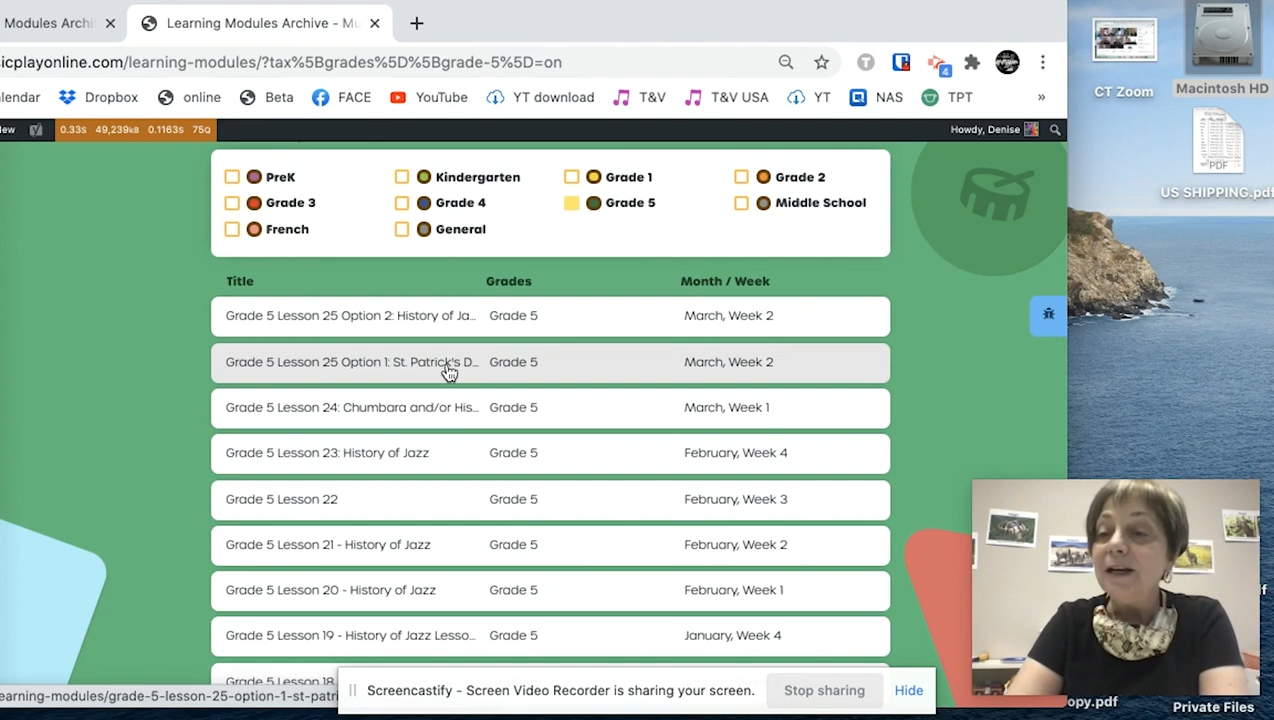 Modules Archi
Learning Modules Archive - Mu
icplayonline.com/learning-modules/?tax%5Bgrades%5D%5Bgrade-5%5D=on
4
lendar Dropbox online Beta FACE YouTube YT download T&V T&V USA YT NAS TPT »
lew 0.33s 49,239KB 0.1163s 75Q Howdy, Denise
PreK Kindergarten Grade 1 Grade 2
Grade 3 Grade 4 Grade 5 Middle School
French General
Title Grades Month / Week
Grade 5 Lesson 25 Option 2: History of Ja... Grade 5 March, Week 2
Grade 5 Lesson 25 Option 1: St. Patrick's D... Grade 5 March, Week 2
Grade 5 Lesson 24: Chumbara and/or His... Grade 5 March, Week 1
Grade 5 Lesson 23: History of Jazz Grade 5 February, Week 4
Grade 5 Lesson 22 Grade 5 February, Week 3
Grade 5 Lesson 21 - History of Jazz Grade 5 February, Week 2
Grade 5 Lesson 20 - History of Jazz Grade 5 February, Week 1
Grade 5 Lesson 19 - History of Jazz Lesso... Grade 5 January, Week 4
Grade 5 Lesson 18
earning-modules/grade-5-lesson-25-option-1-st-patri
Screencastify - Screen Video Recorder is sharing your screen. Stop sharing Hide
CT Zoom
Macintosh HD
PDF
US SHIPPING.pdf
opy.pdf
Private Files